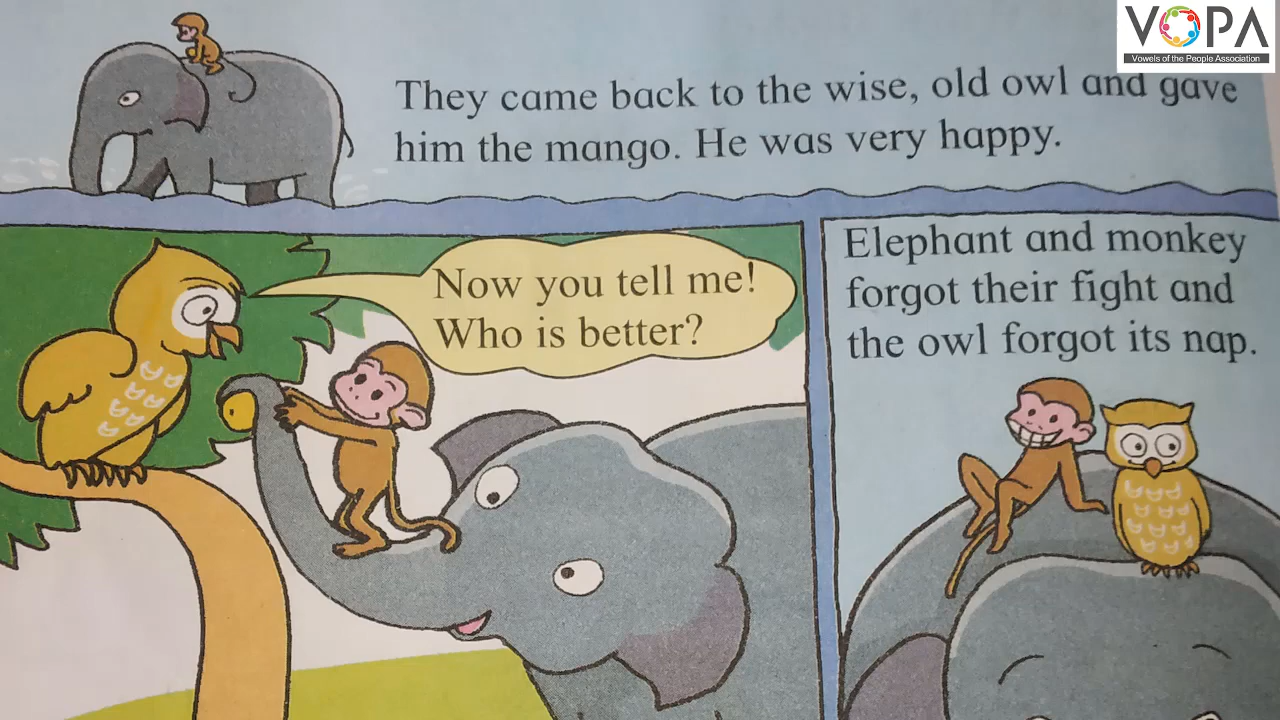 VOPA
Vowels of the People Association
They came back to the wise, old owl and gave
him the mango. He was very happy.
Now you tell me!
Who is better?
Elephant and monkey
forgot their fight and
the owl forgot its nap.